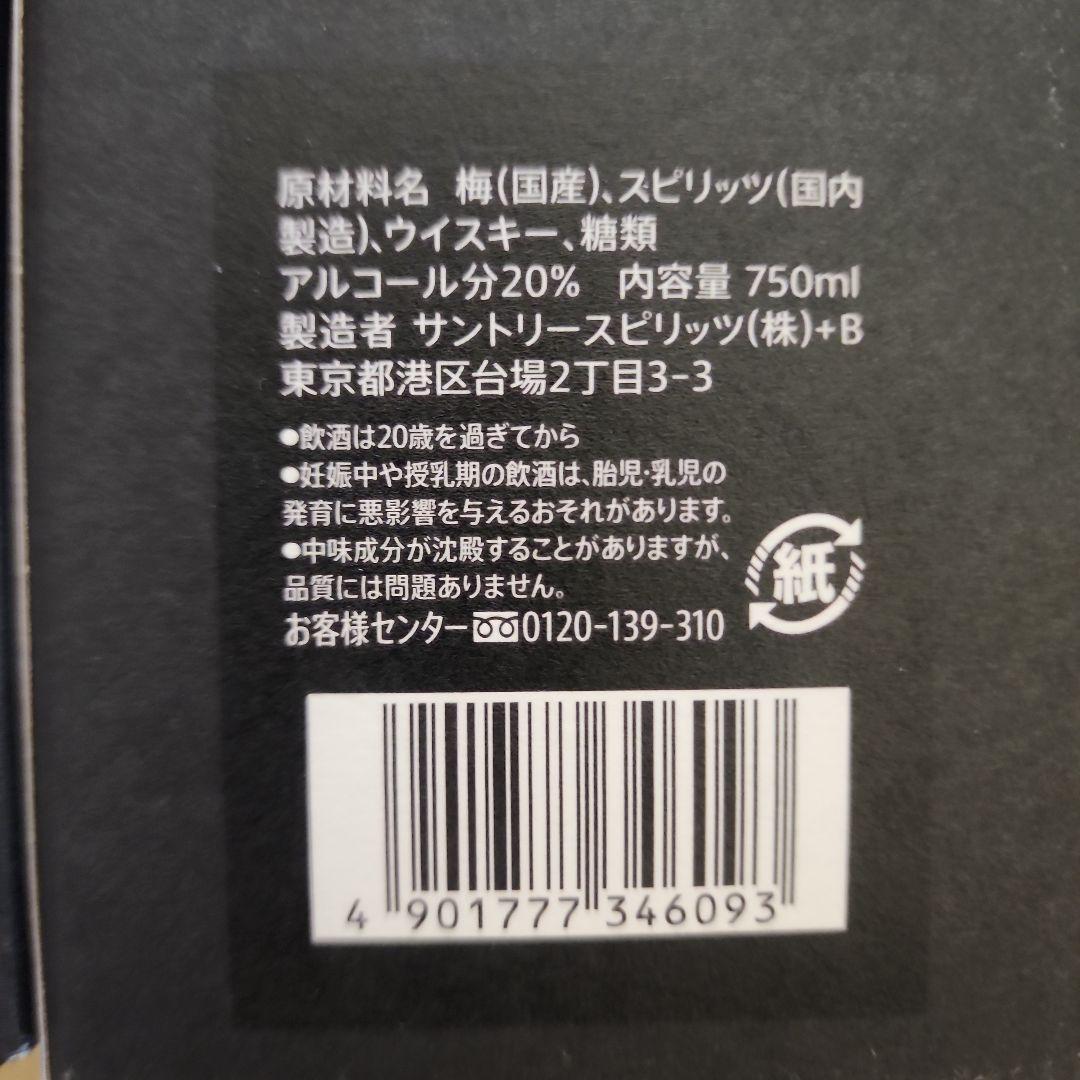 原材料名 梅(国産)、スピリッツ(国内
製造)、ウイスキー、糖類
アルコール分20% 内容量 750ml
製造者 サントリースピリッツ(株)+B
東京都港区台場2丁目3-3
●飲酒は20歳を過ぎてから
●妊娠中や授乳期の飲酒は、胎児・乳児の
発育に悪影響を与えるおそれがあります。
●中味成分が沈殿することがありますが、
品質には問題ありません。
紙
お客様センター 0120-139-310
4 901777 346093